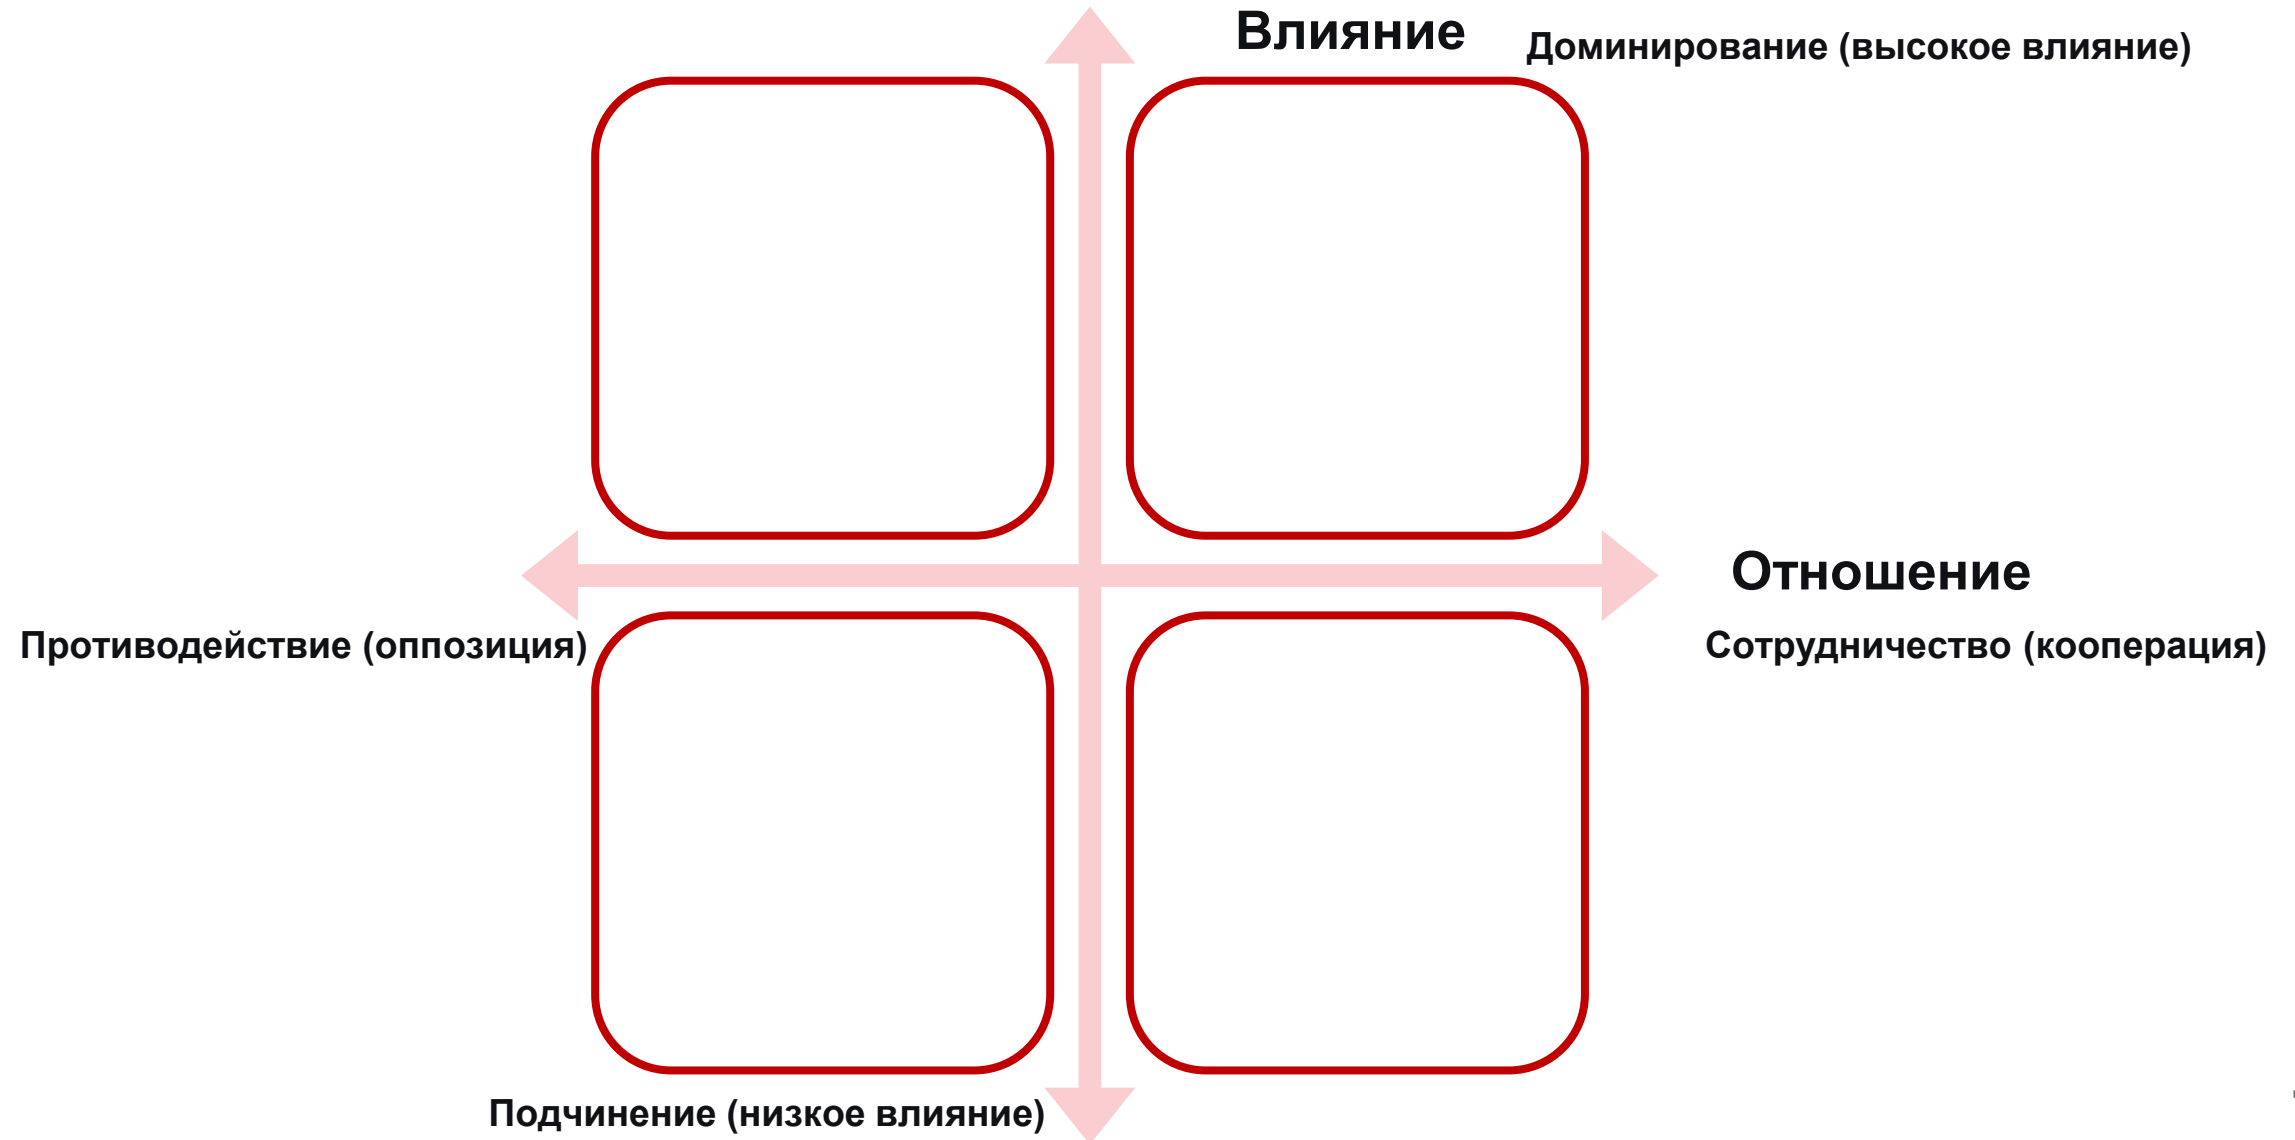 Влияние
Доминирование (высокое влияние)
Отношение
Противодействие (оппозиция)
Сотрудничество (кооперация)
Подчинение (низкое влияние)